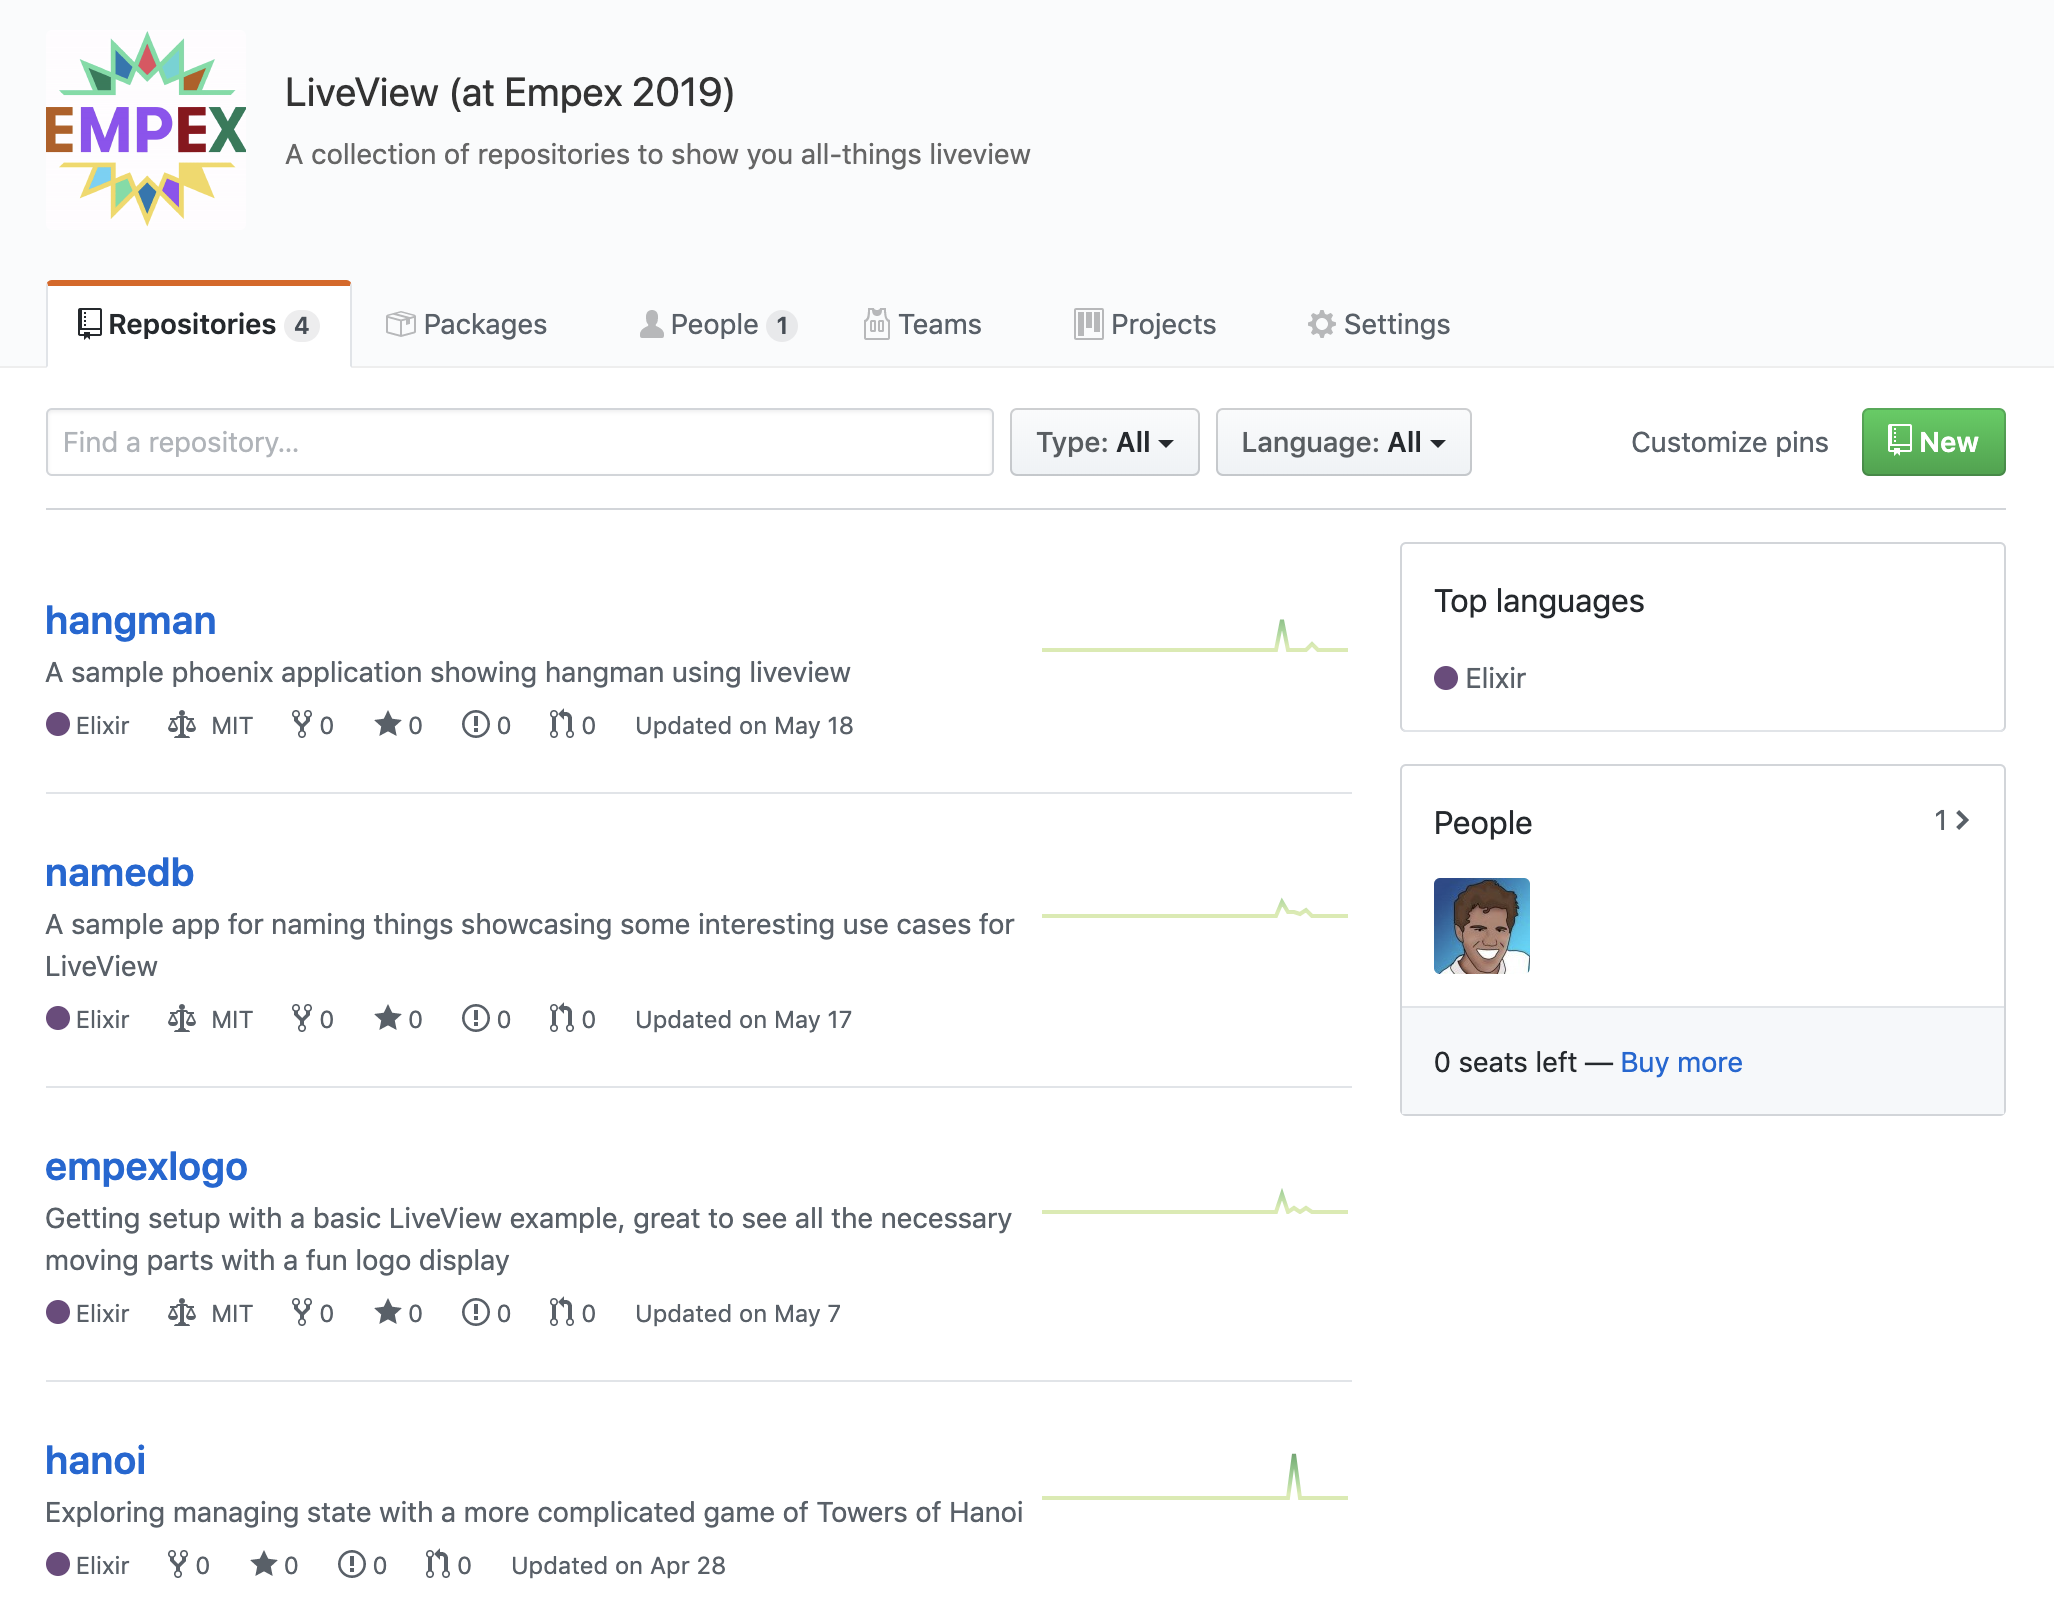 EMPEX
LiveView (at Empex 2019)
A collection of repositories to show you all-things liveview
Repositories 4
Packages
People 1
Teams
Projects
Settings
Find a repository...
Type: All
Language: All
Customize pins
New
hangman
A sample phoenix application showing hangman using liveview
Elixir MIT 0 0 0 0 Updated on May 18
namedb
A sample app for naming things showcasing some interesting use cases for
LiveView
Elixir MIT 0 0 0 0 Updated on May 17
empexlogo
Getting setup with a basic LiveView example, great to see all the necessary
moving parts with a fun logo display
Elixir MIT 0 0 0 0 Updated on May 7
hanoi
Exploring managing state with a more complicated game of Towers of Hanoi
Elixir 0 0 0 0 Updated on Apr 28
Top languages
Elixir
People 1
0 seats left — Buy more